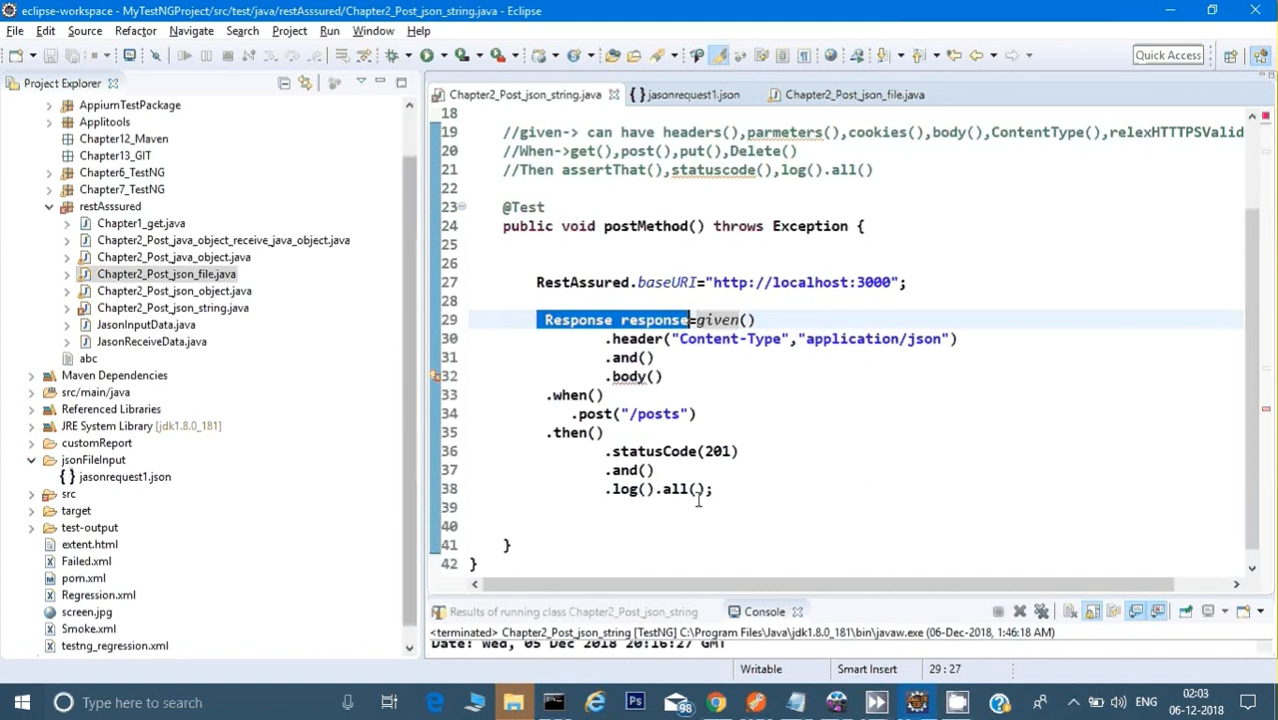 eclipse-workspace - MyTestNGProject/src/test/java/restAsssured/Chapter2_Post_json_string.java - Eclipse
File Edit Source Refactor Navigate Search Project Run Window Help
Quick Access
Project Explorer
AppiumTestPackage
Applitools
Chapter12_Maven
Chapter13_GIT
Chapter6_TestNG
Chapter7_TestNG
restAsssured
Chapter1_get.java
Chapter2_Post_java_object_receive_java_object.java
Chapter2_Post_java_object.java
Chapter2_Post_json_file.java
Chapter2_Post_json_object.java
Chapter2_Post_json_string.java
JasonInputData.java
JasonReceiveData.java
abc
Maven Dependencies
src/main/java
Referenced Libraries
JRE System Library [jdk1.8.0_181]
customReport
jsonFileInput
jasonrequest1.json
src
target
test-output
extent.html
Failed.xml
pom.xml
Regression.xml
screen.jpg
Smoke.xml
testng_regression.xml
Chapter2_Post_json_string.java jasonrequest1.json Chapter2_Post_json_file.java
18
19 //given-> can have headers(),parmeters(),cookies(),body(),ContentType(),relexHTTTPSValid
20 //When->get(),post(),put(),Delete()
21 //Then assertThat(),statuscode(),log().all()
22
23 @Test
24 public void postMethod() throws Exception {
25
26
27 RestAssured.baseURI="http://localhost:3000";
28
29 Response response=given()
30 .header("Content-Type","application/json")
31 .and()
32 .body()
33 .when()
34 .post("/posts")
35 .then()
36 .statusCode(201)
37 .and()
38 .log().all();
39
40
41 }
42 }
Results of running class Chapter2_Post_json_string Console
<terminated> Chapter2_Post_json_string [TestNG] C:\Program Files\Java\jdk1.8.0_181\bin\javaw.exe (06-Dec-2018, 1:46:18 AM)
Date: Wed, 05 Dec 2018 20:16:27 GMT
Writable Smart Insert 29 : 27
Type here to search
98
Ps
ENG
02:03
06-12-2018